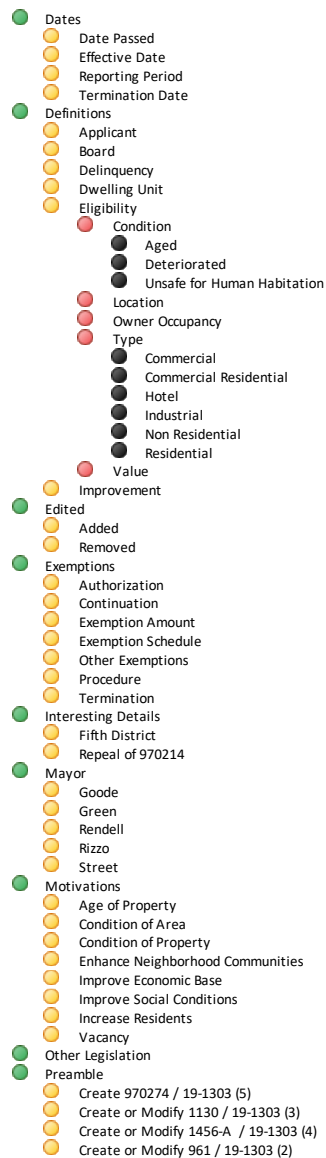 Dates
Date Passed
Effective Date
Reporting Period
Termination Date
Definitions
Applicant
Board
Delinquency
Dwelling Unit
Eligibility
Condition
Aged
Deteriorated
Unsafe for Human Habitation
Location
Owner Occupancy
Type
Commercial
Commercial Residential
Hotel
Industrial
Non Residential
Residential
Value
Improvement
Edited
Added
Removed
Exemptions
Authorization
Continuation
Exemption Amount
Exemption Schedule
Other Exemptions
Procedure
Termination
Interesting Details
Fifth District
Repeal of 970214
Mayor
Goode
Green
Rendell
Rizzo
Street
Motivations
Age of Property
Condition of Area
Condition of Property
Enhance Neighborhood Communities
Improve Economic Base
Improve Social Conditions
Increase Residents
Vacancy
Other Legislation
Preamble
Create 970274 / 19-1303 (5)
Create or Modify 1130 / 19-1303 (3)
Create or Modify 1456-A  / 19-1303 (4)
Create or Modify 961 / 19-1303 (2)